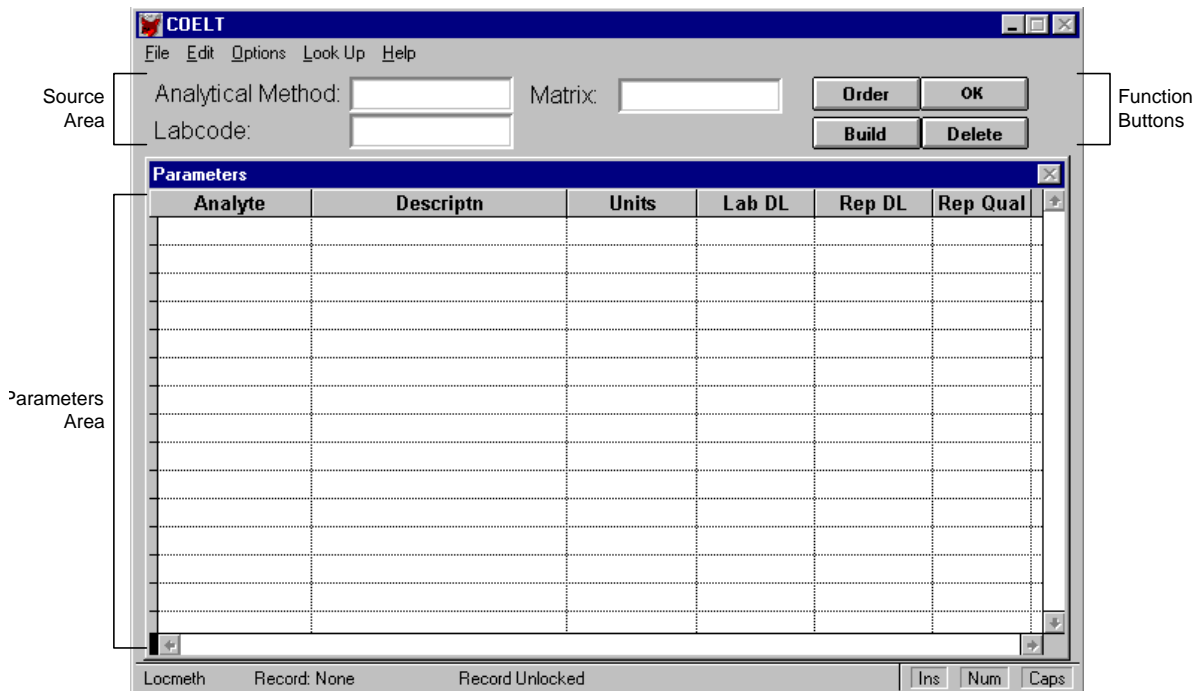 COELT
File Edit Options Look Up Help
Source Area
Analytical Method: Matrix: Order OK
Labcode: Build Delete
Function Buttons
Parameters
Analyte Descriptn Units Lab DL Rep DL Rep Qual
Parameters Area
Locmeth Record: None Record Unlocked Ins Num Caps